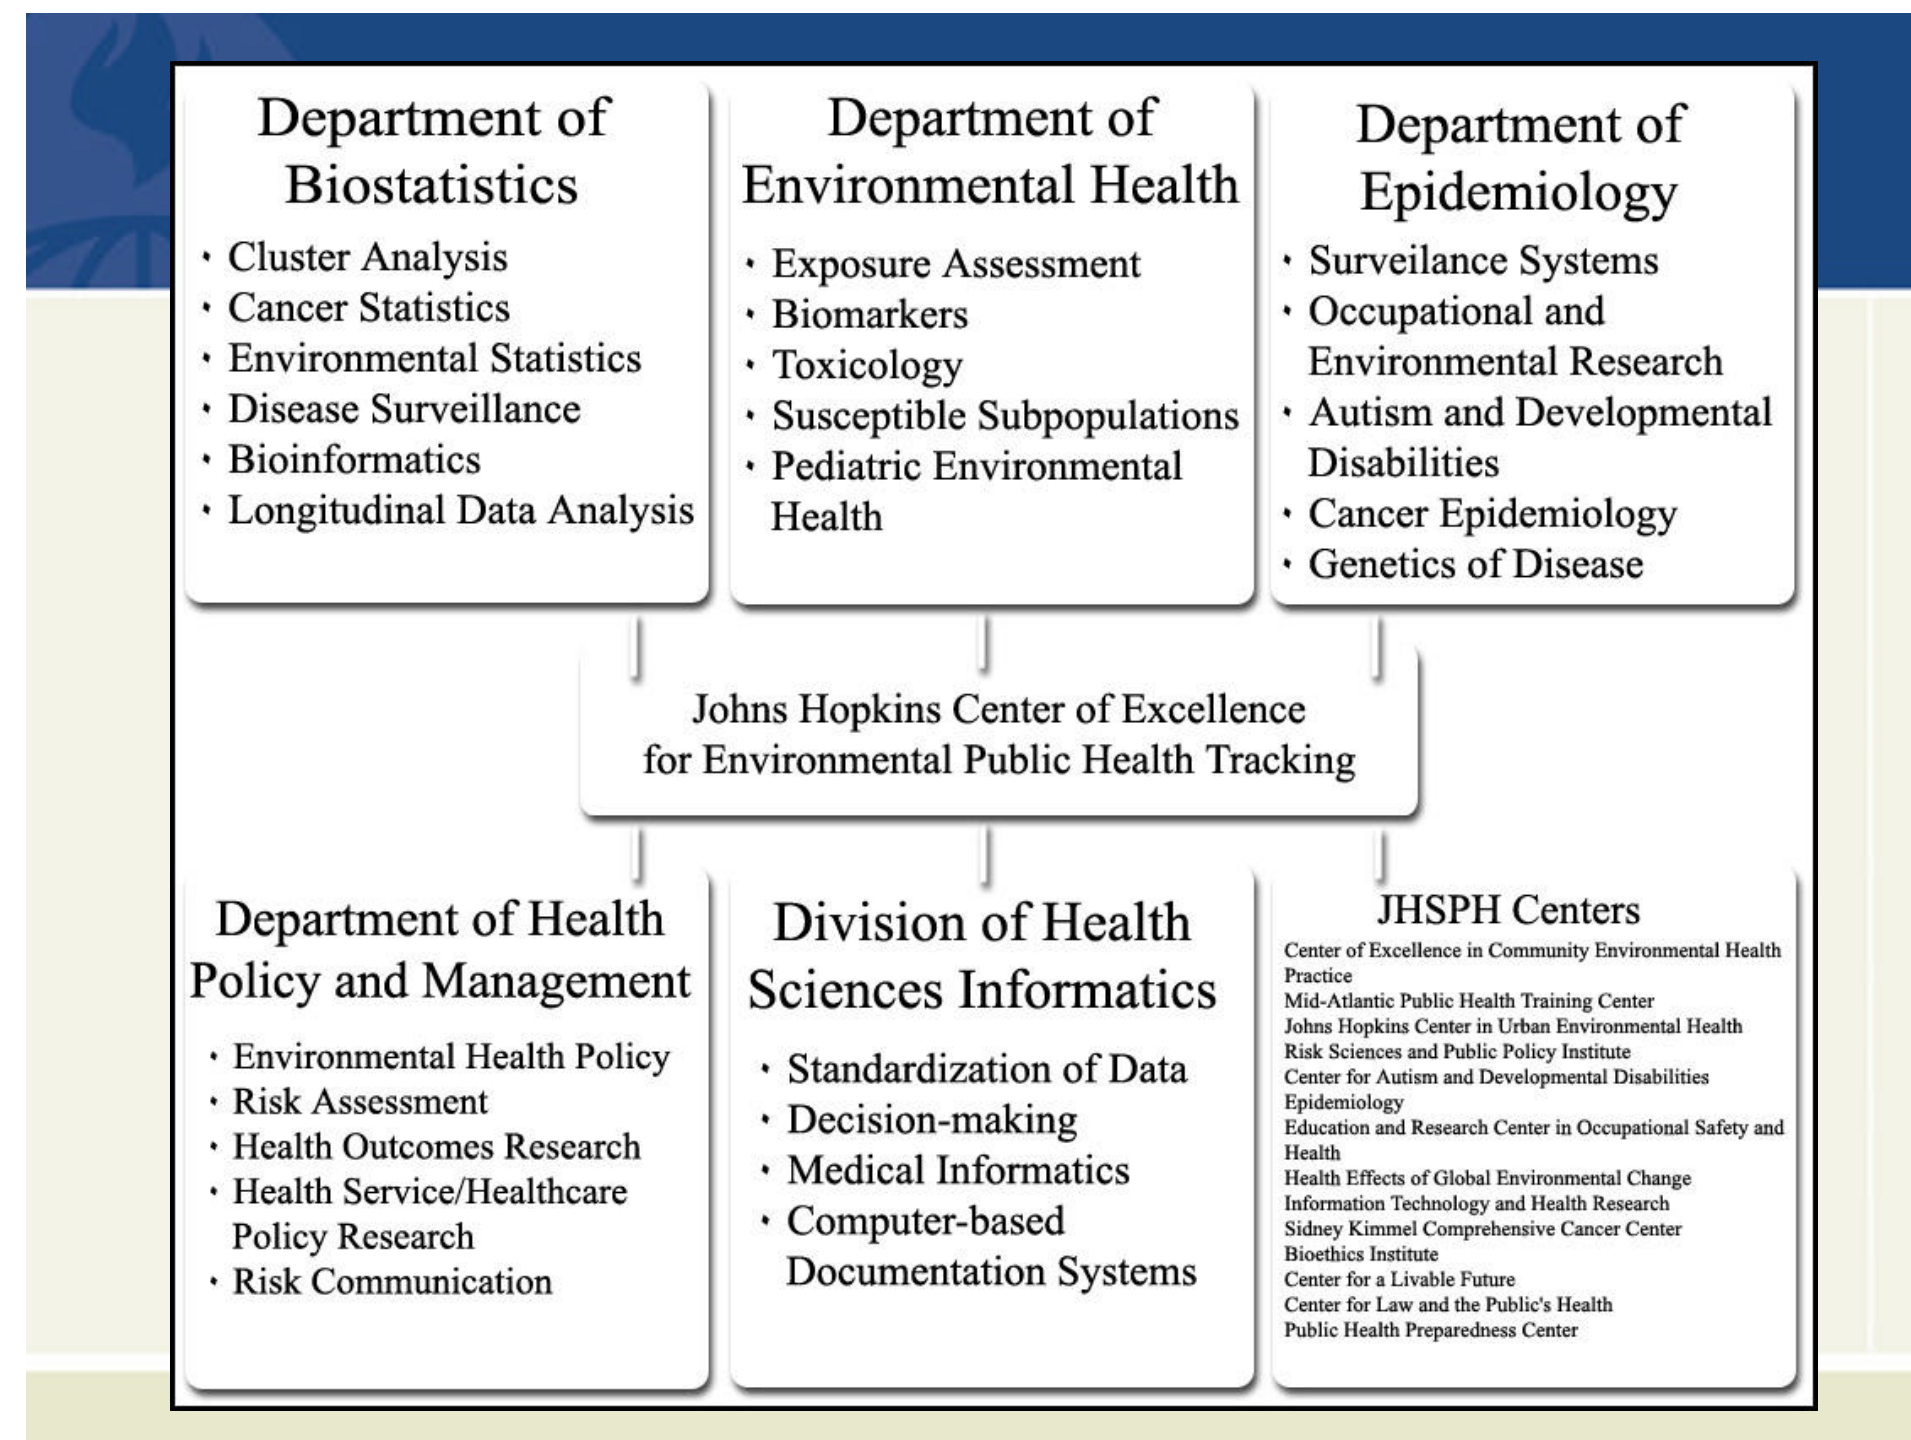 Department of
Biostatistics
· Cluster Analysis
· Cancer Statistics
· Environmental Statistics
· Disease Surveillance
· Bioinformatics
· Longitudinal Data Analysis
Department of
Environmental Health
· Exposure Assessment
· Biomarkers
· Toxicology
· Susceptible Subpopulations
· Pediatric Environmental
Health
Department of
Epidemiology
· Surveilance Systems
· Occupational and
Environmental Research
· Autism and Developmental
Disabilities
· Cancer Epidemiology
· Genetics of Disease
Johns Hopkins Center of Excellence
for Environmental Public Health Tracking
Department of Health
Policy and Management
· Environmental Health Policy
· Risk Assessment
· Health Outcomes Research
· Health Service/Healthcare
Policy Research
· Risk Communication
Division of Health
Sciences Informatics
· Standardization of Data
· Decision-making
· Medical Informatics
· Computer-based
Documentation Systems
JHSPH Centers
Center of Excellence in Community Environmental Health
Practice
Mid-Atlantic Public Health Training Center
Johns Hopkins Center in Urban Environmental Health
Risk Sciences and Public Policy Institute
Center for Autism and Developmental Disabilities
Epidemiology
Education and Research Center in Occupational Safety and
Health
Health Effects of Global Environmental Change
Information Technology and Health Research
Sidney Kimmel Comprehensive Cancer Center
Bioethics Institute
Center for a Livable Future
Center for Law and the Public's Health
Public Health Preparedness Center